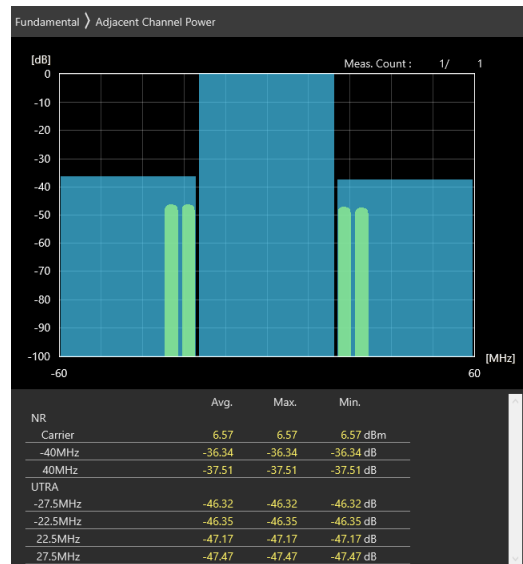 Fundamental 〉 Adjacent Channel Power
[dB]
Meas. Count : 1/ 1
0
-10
-20
-30
-40
-50
-60
-70
-80
-90
-100
[MHz]
-60 60
Avg. Max. Min.
NR
Carrier 6.57 6.57 6.57 dBm
-40MHz -36.34 -36.34 -36.34 dB
40MHz -37.51 -37.51 -37.51 dB
UTRA
-27.5MHz -46.32 -46.32 -46.32 dB
-22.5MHz -46.35 -46.35 -46.35 dB
22.5MHz -47.17 -47.17 -47.17 dB
27.5MHz -47.47 -47.47 -47.47 dB